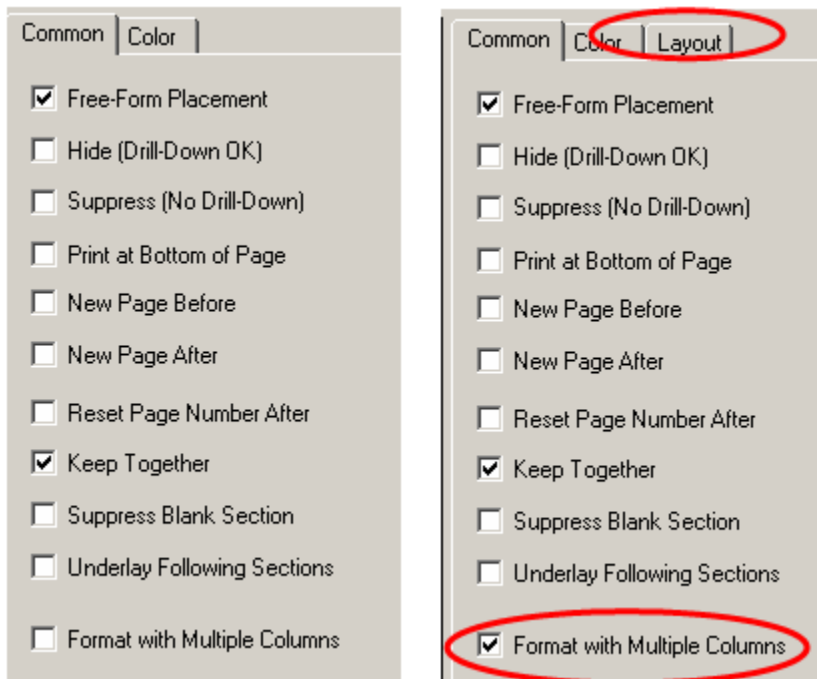 Common Color
Free-Form Placement
Hide (Drill-Down OK)
Suppress (No Drill-Down)
Print at Bottom of Page
New Page Before
New Page After
Reset Page Number After
Keep Together
Suppress Blank Section
Underlay Following Sections
Format with Multiple Columns
Common Color Layout
Free-Form Placement
Hide (Drill-Down OK)
Suppress (No Drill-Down)
Print at Bottom of Page
New Page Before
New Page After
Reset Page Number After
Keep Together
Suppress Blank Section
Underlay Following Sections
Format with Multiple Columns